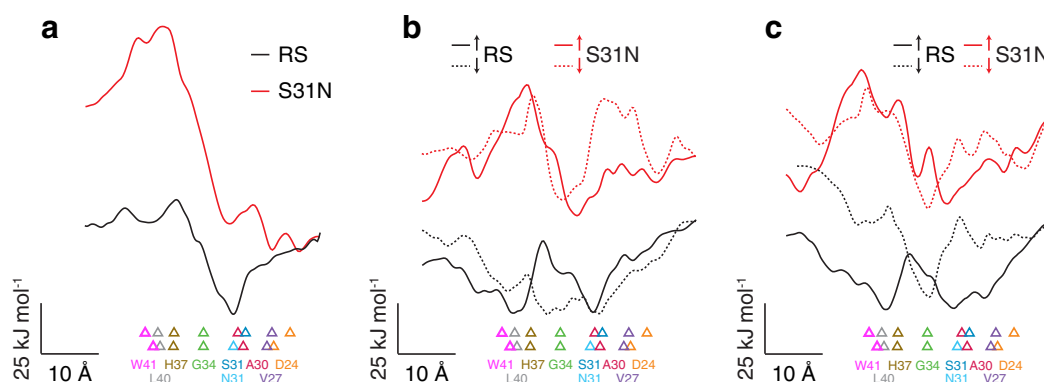 a
RS
S31N
25 kJ mol-1
10 Å
W41 H37 G34 S31 A30 D24
L40 N31 V27
b
RS S31N
25 kJ mol-1
10 Å
W41 H37 G34 S31 A30 D24
L40 N31 V27
c
RS S31N
25 kJ mol-1
10 Å
W41 H37 G34 S31 A30 D24
L40 N31 V27